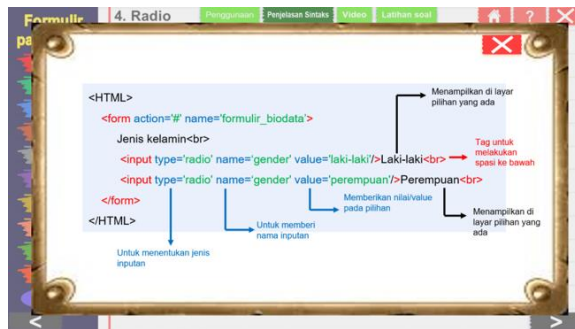 Formulir
pa
4. Radio
Penggunaan
Penjelasan Sintaks
Video
Latihan soal
?
X
X
<HTML>
<form action='#' name='formulir_biodata'>
Jenis kelamin<br>
<input type='radio' name='gender' value='laki-laki'/>Laki-laki<br>
<input type='radio' name='gender' value='perempuan'/>Perempuan<br>
</form>
</HTML>
Menampilkan di layar
pilihan yang ada
Tag untuk
melakukan
spasi ke bawah
Memberikan nilai/value
pada pilihan
Menampilkan di
layar pilihan yang
ada
Untuk memberi
nama inputan
Untuk menentukan jenis
inputan
<
>